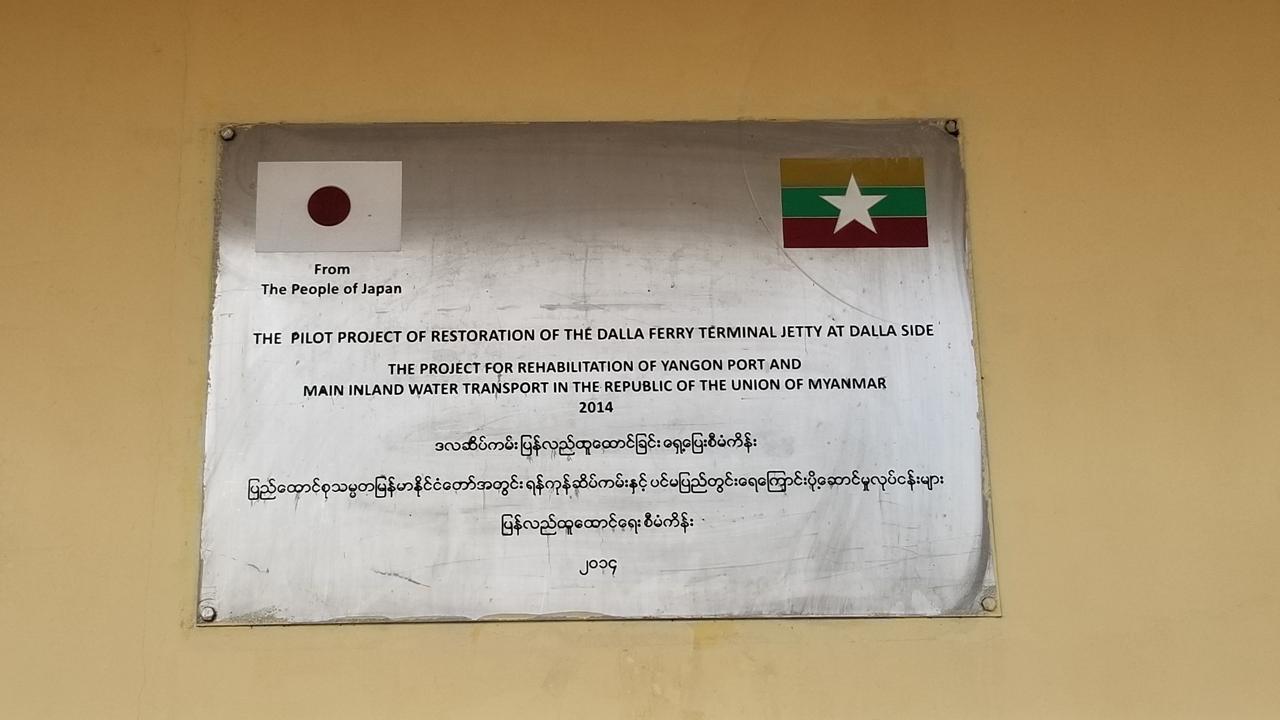 From
The People of Japan
THE PILOT PROJECT OF RESTORATION OF THE DALLA FERRY TERMINAL JETTY AT DALLA SIDE
THE PROJECT FOR REHABILITATION OF YANGON PORT AND
MAIN INLAND WATER TRANSPORT IN THE REPUBLIC OF THE UNION OF MYANMAR
2014
ဒလဆိပ်ကမ်းပြန်လည်ထူထောင်ခြင်း ရှေ့ပြေးစီမံကိန်း
ပြည်ထောင်စုသမ္မတမြန်မာနိုင်ငံတော်အတွင်း ရန်ကုန်ဆိပ်ကမ်းနှင့် ပင်မပြည်တွင်းရေကြောင်းပို့ဆောင်မှုလုပ်ငန်းများ
ပြန်လည်ထူထောင်ရေး စီမံကိန်း
၂၀၁၄